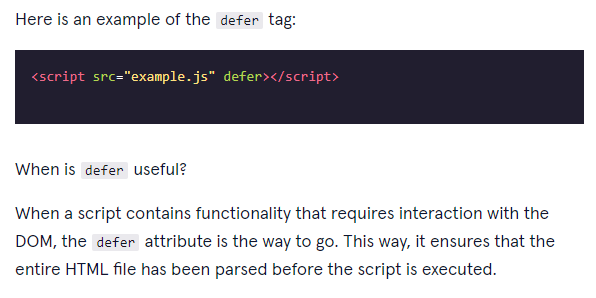 Here is an example of the defer tag:
<script src="example.js" defer></script>
When is defer useful?
When a script contains functionality that requires interaction with the
DOM, the defer attribute is the way to go. This way, it ensures that the
entire HTML file has been parsed before the script is executed.